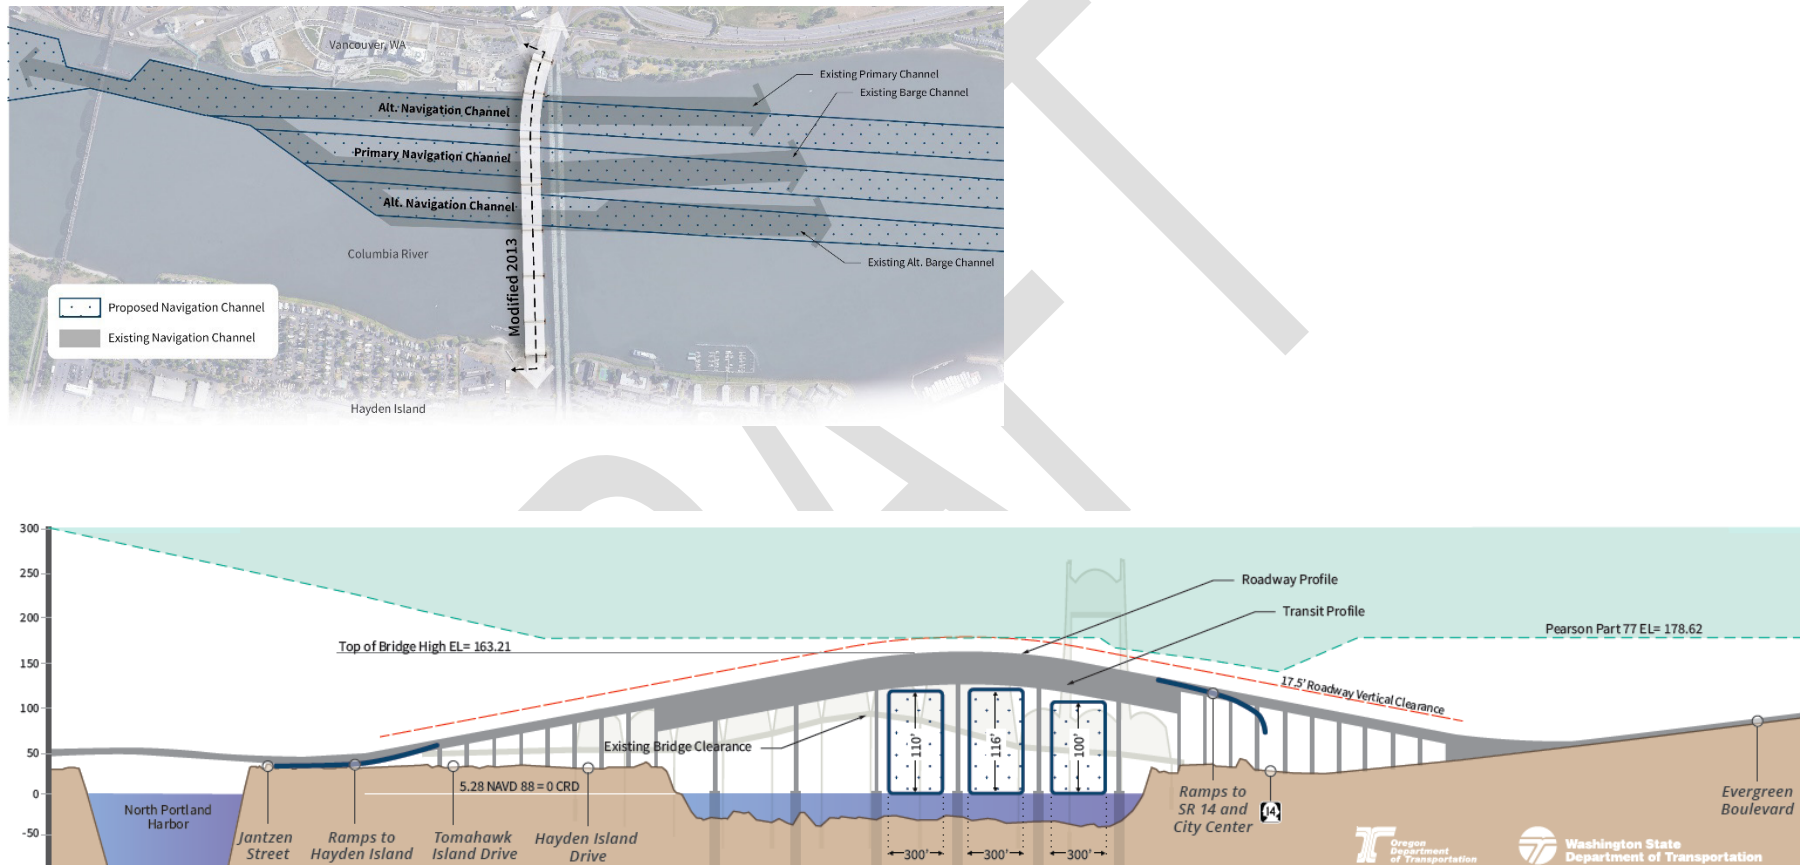 Vancouver, WA
Existing Primary Channel
Existing Barge Channel
Alt. Navigation Channel
Primary Navigation Channel
Alt. Navigation Channel
Columbia River
Modified 2013
Existing Alt. Barge Channel
Proposed Navigation Channel
Existing Navigation Channel
Hayden Island
300
250
200
150
100
50
0
-50
Roadway Profile
Transit Profile
Pearson Part 77 EL= 178.62
Top of Bridge High EL= 163.21
17.5' Roadway Vertical Clearance
Existing Bridge Clearance
110'
116'
100'
5.28 NAVD 88 = 0 CRD
North Portland
Harbor
Jantzen
Street
Ramps to
Hayden Island
Tomahawk
Island Drive
Hayden Island
Drive
300'
300'
300'
Ramps to
SR 14 and
City Center
14
Evergreen
Boulevard
Oregon
Department
of Transportation
Washington State
Department of Transportation